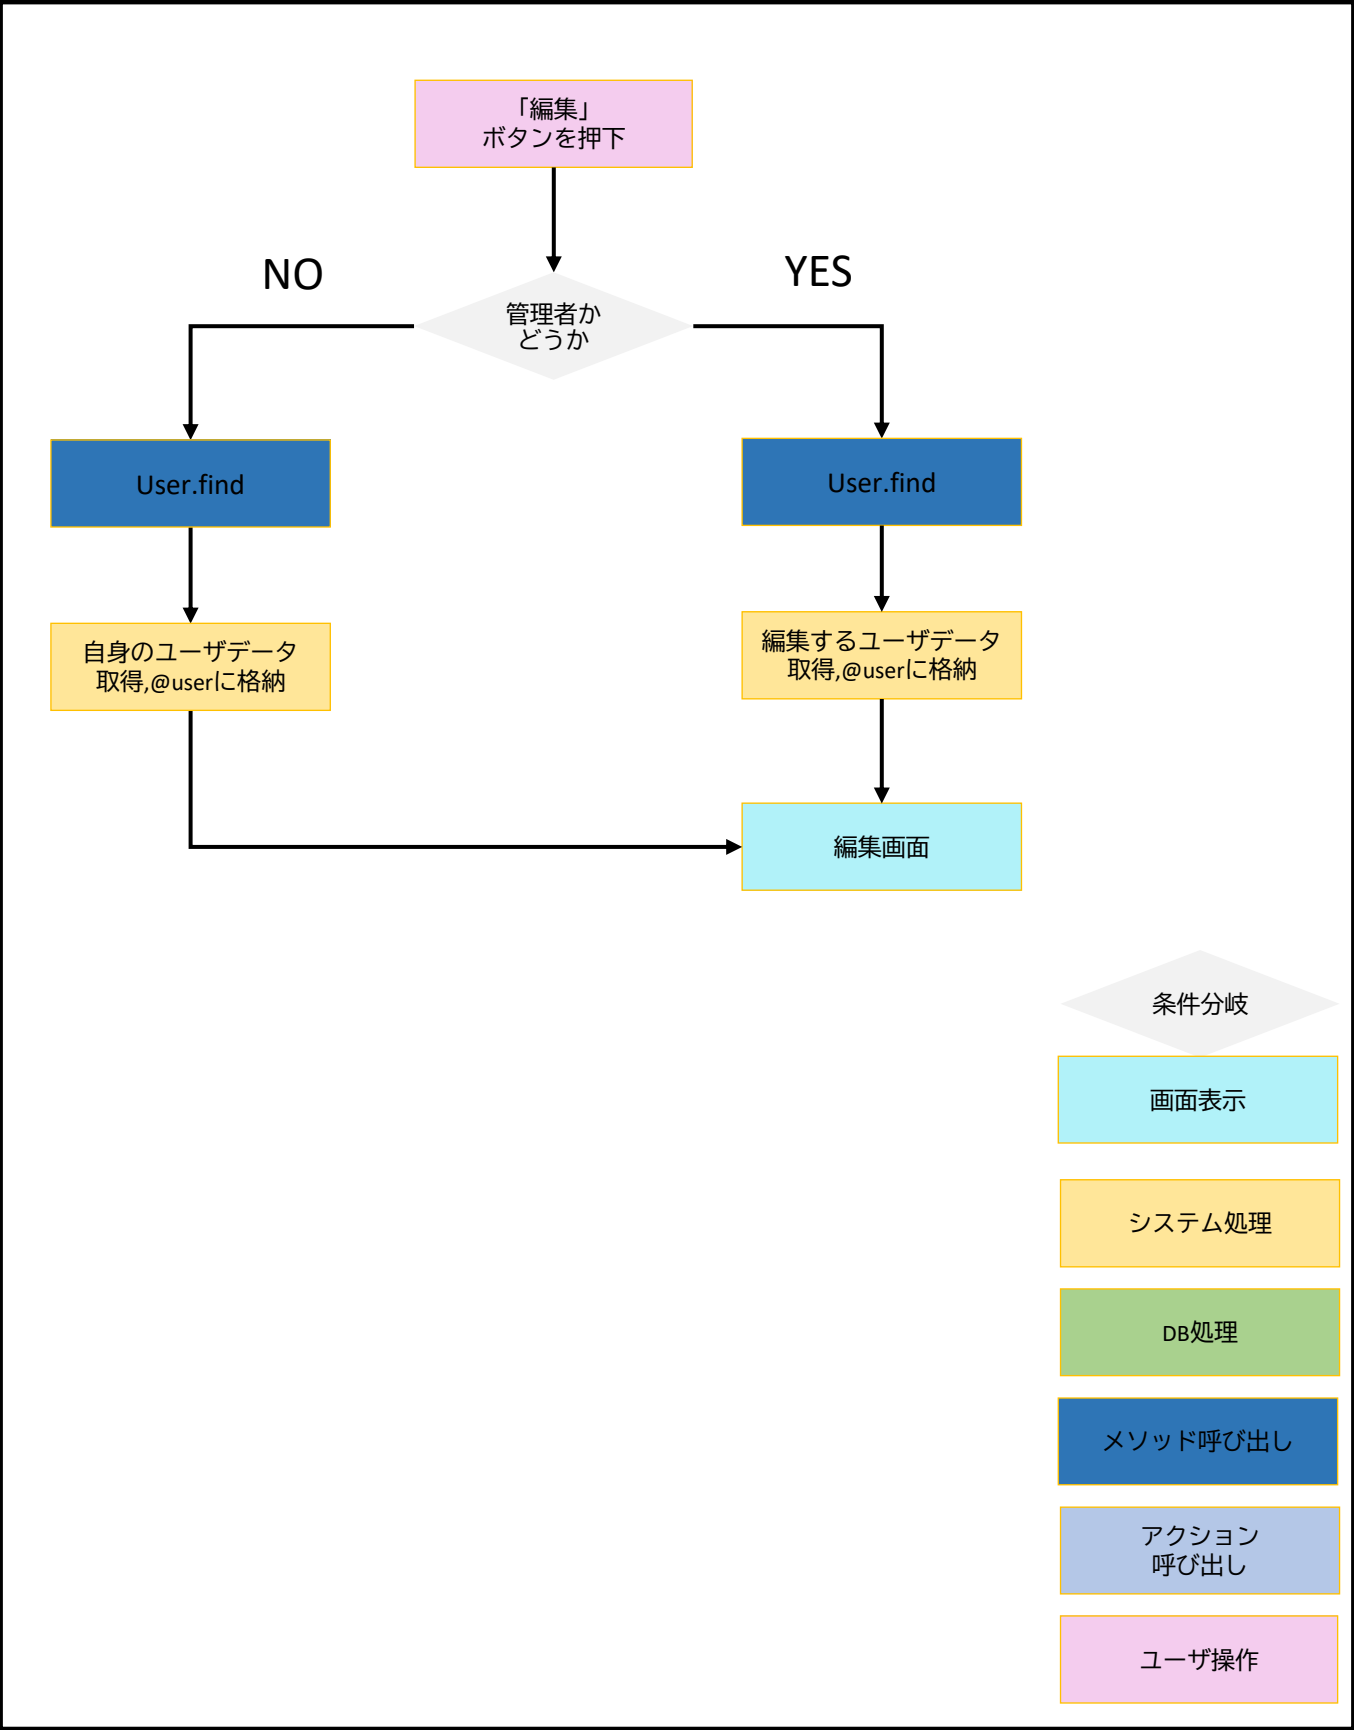 「編集」
ボタンを押下
NO
YES
管理者か
どうか
User.find
User.find
自身のユーザデータ
取得,@userに格納
編集するユーザデータ
取得,@userに格納
編集画面
条件分岐
画面表示
システム処理
DB処理
メソッド呼び出し
アクション
呼び出し
ユーザ操作